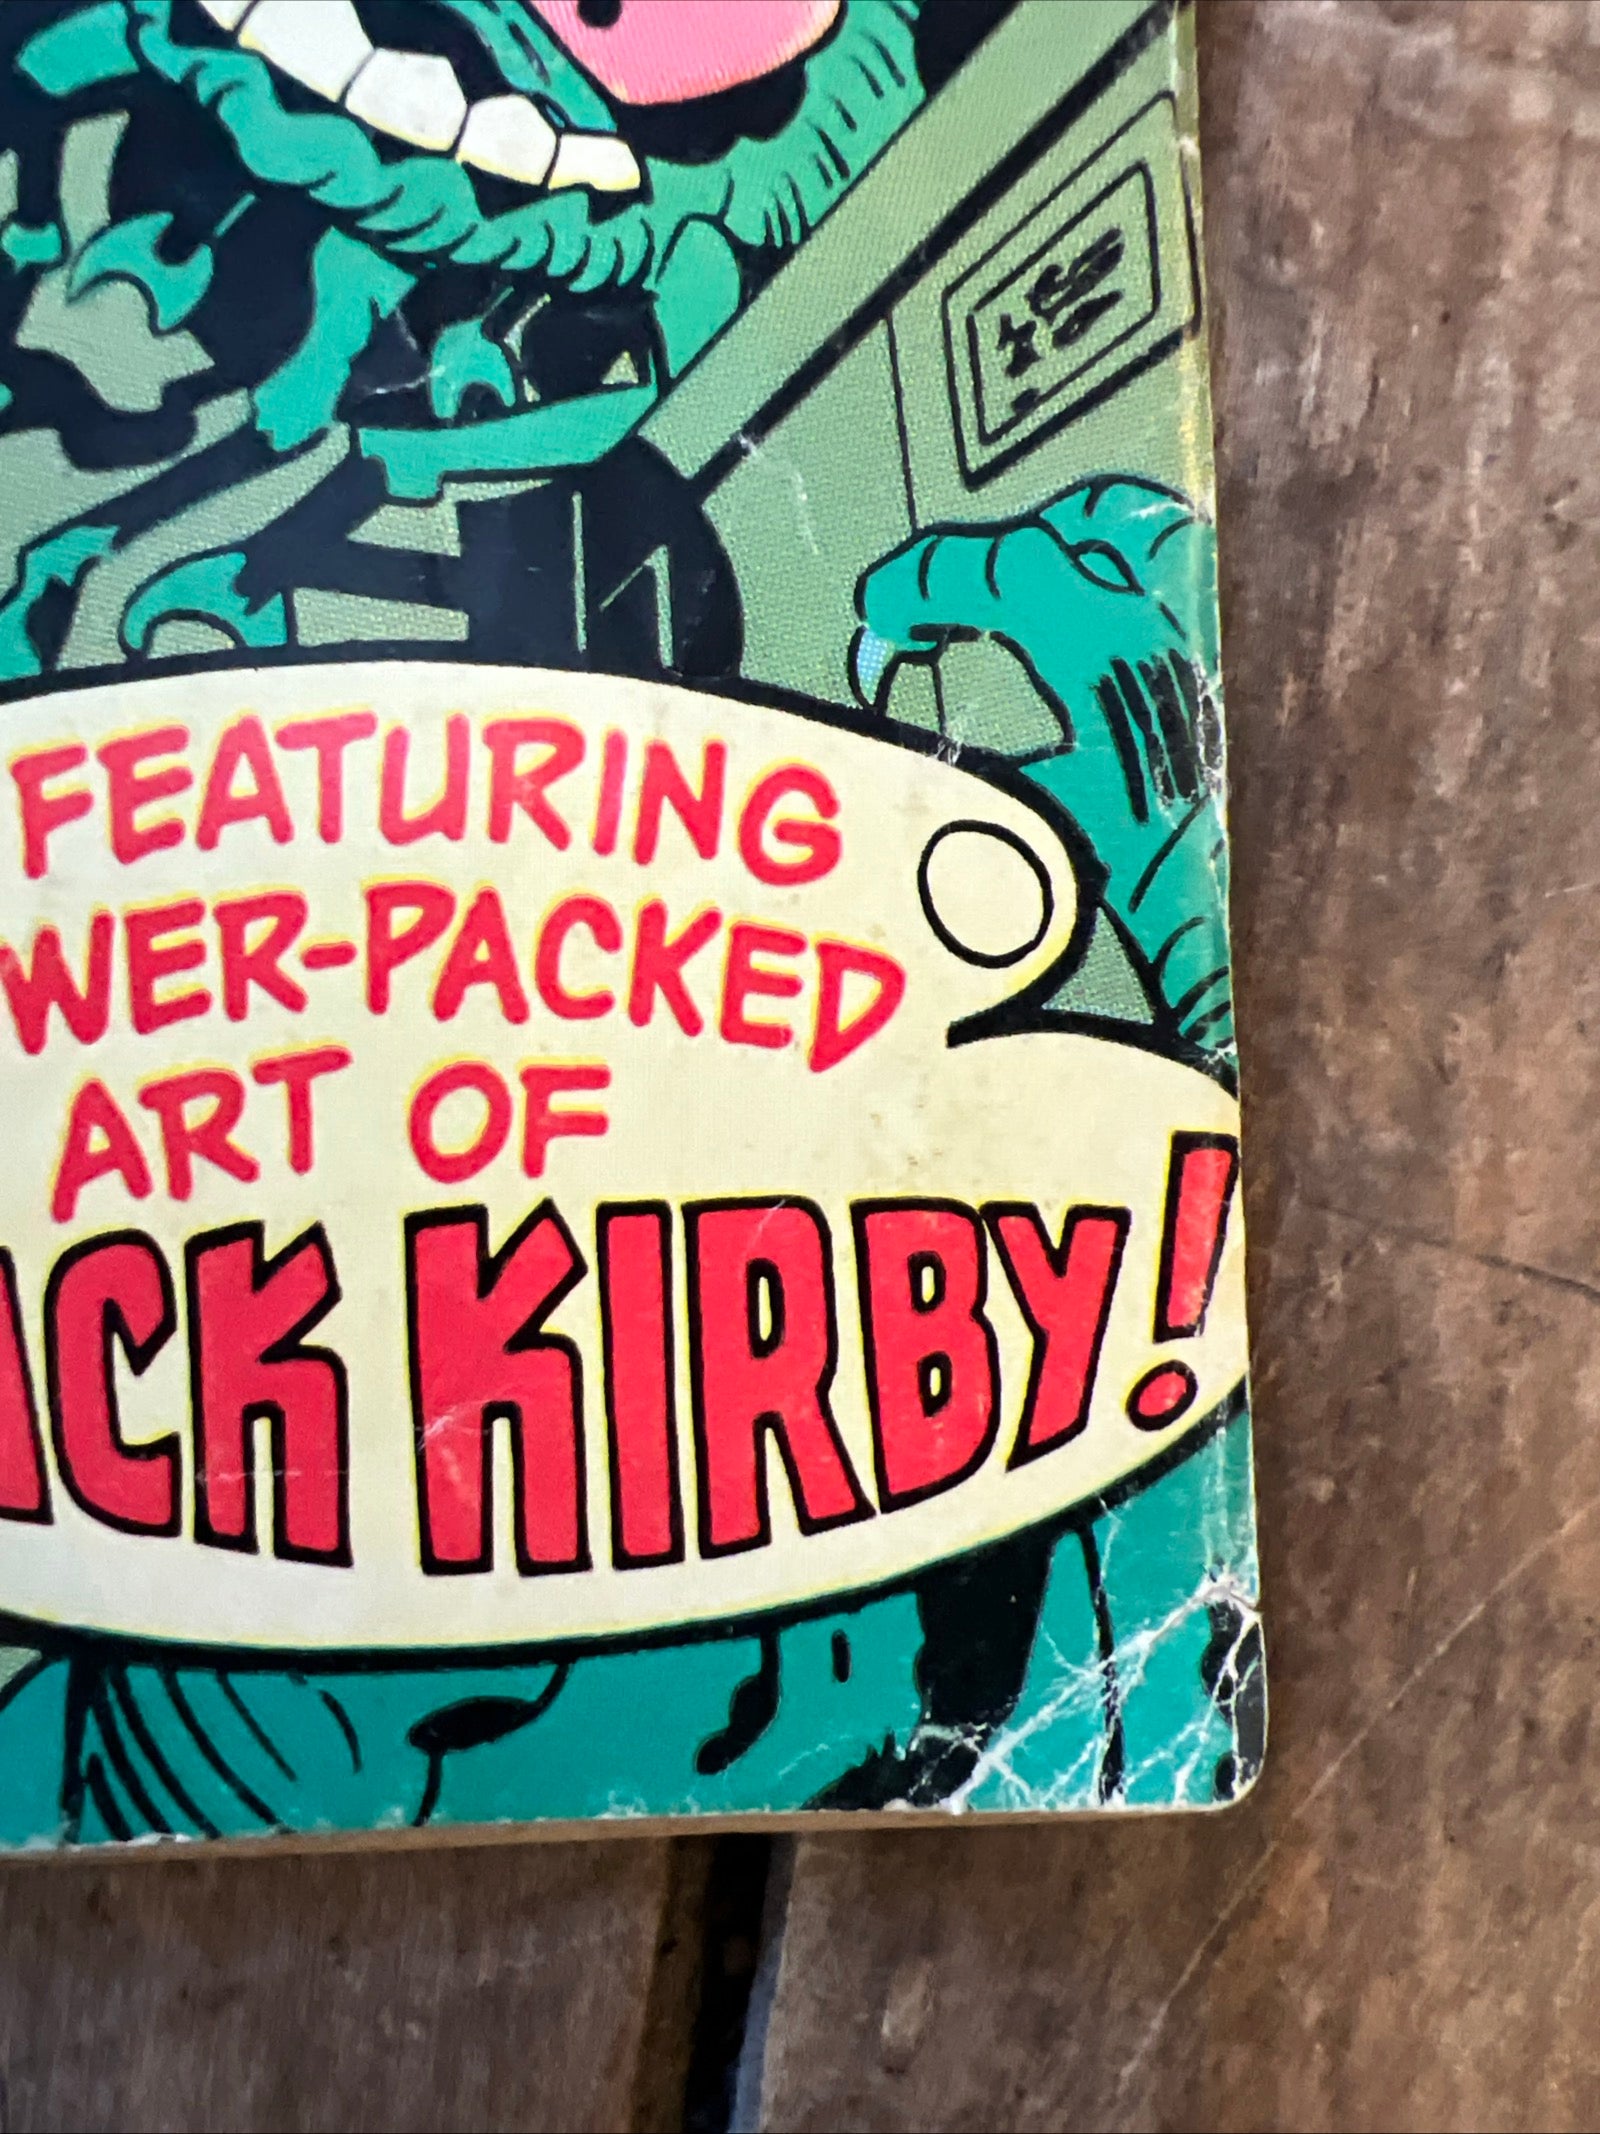 FEATURING
WER-PACKED
ART OF
ACK KIRBY!